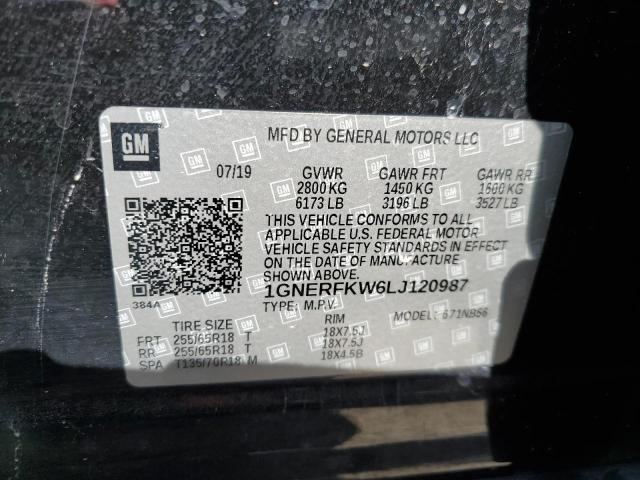 GM
MFD BY GENERAL MOTORS LLC
07/19 GVWR GAWR FRT GAWR RR
2800 KG 1450 KG 1600 KG
6173 LB 3196 LB 3527 LB
THIS VEHICLE CONFORMS TO ALL
APPLICABLE U.S. FEDERAL MOTOR
VEHICLE SAFETY STANDARDS IN EFFECT
ON THE DATE OF MANUFACTURE
SHOWN ABOVE.
1GNERFKW6LJ120987
384A
TYPE: M.P.V. MODEL: 671NB56
TIRE SIZE RIM
FRT 255/65R18 T 18X7.5J
RR 255/65R18 T 18X7.5J
SPA T135/70R18 M 18X4.5B